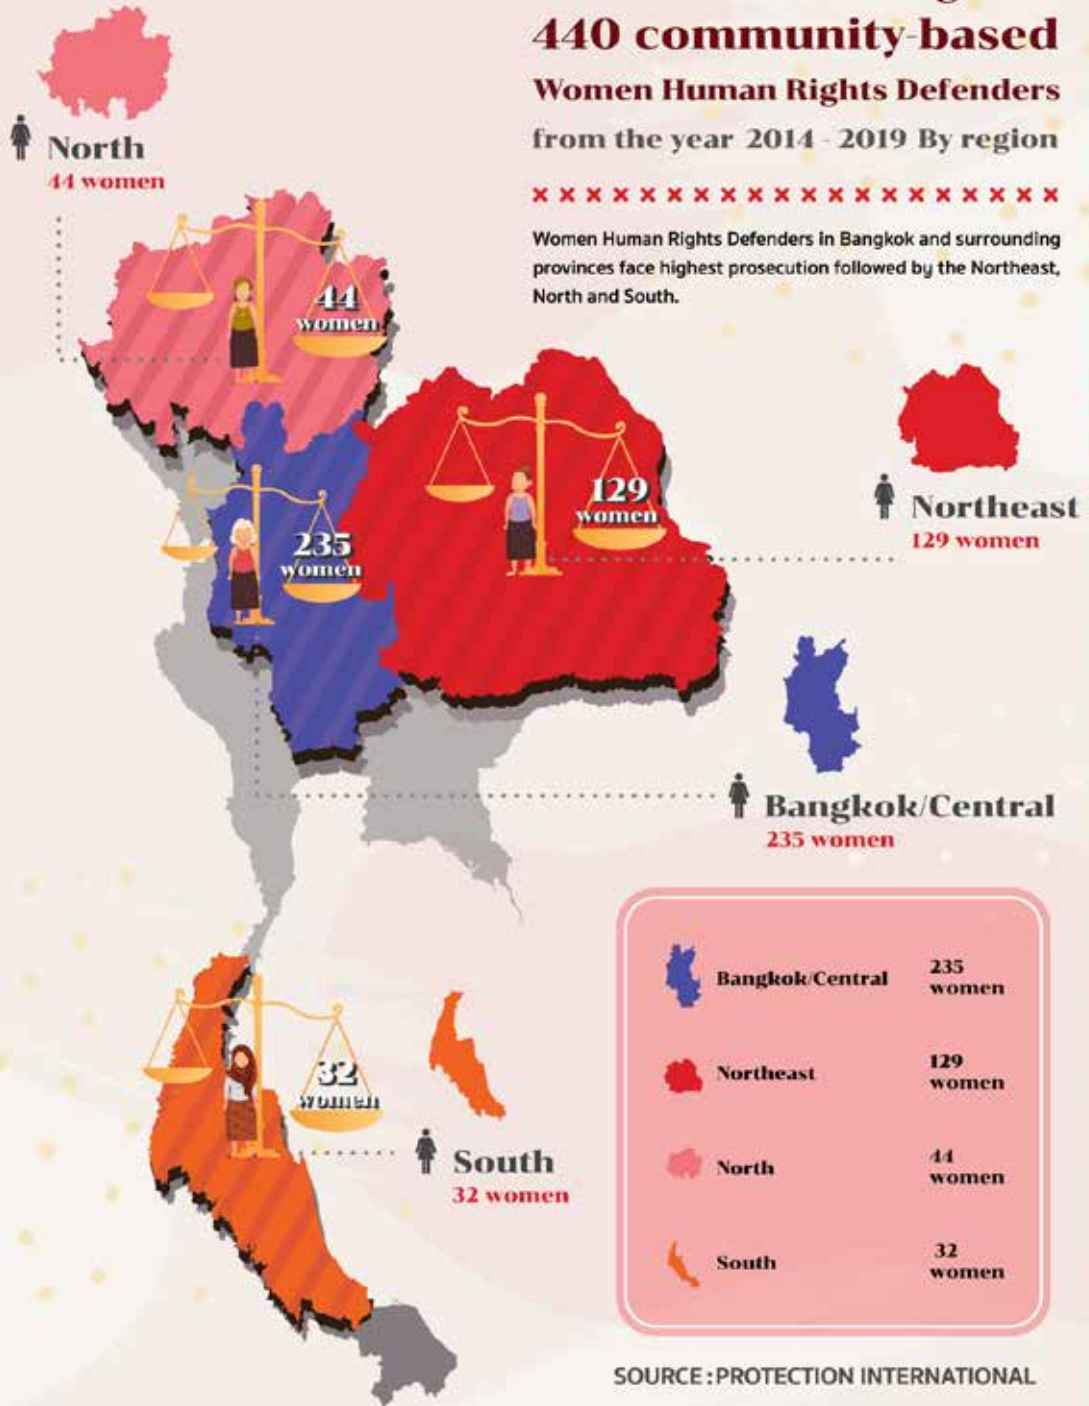 440 community-based
Women Human Rights Defenders
from the year 2014 - 2019 By region
Women Human Rights Defenders in Bangkok and surrounding
provinces face highest prosecution followed by the Northeast,
North and South.
North
44 women
44
women
129
women
Northeast
129 women
235
women
Bangkok/Central
235 women
32
women
South
32 women
Bangkok/Central
235
women
Northeast
129
women
North
44
women
South
32
women
SOURCE : PROTECTION INTERNATIONAL